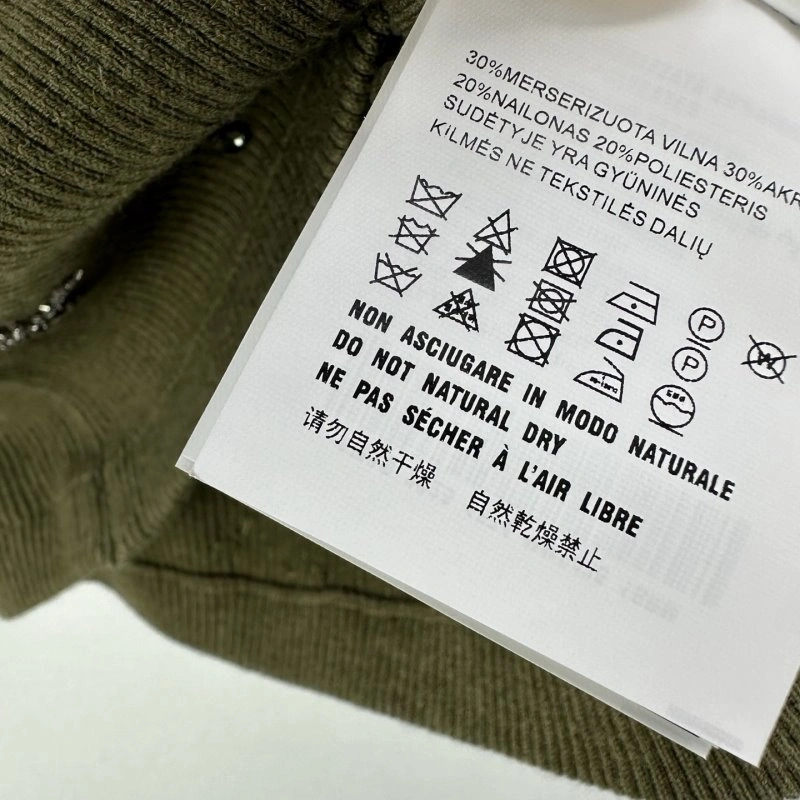 30%MERSERIZUOTA VILNA 30%AKR
20%NAILONAS 20%POLIESTERIS
SUDĖTYJE YRA GYŪNINĖS
KILMĖS NE TEKSTILĖS DALIŲ
P
P
W
NON ASCIUGARE IN MODO NATURALE
DO NOT NATURAL DRY
NE PAS SÉCHER À L'AIR LIBRE
请勿自然干燥 自然乾燥禁止